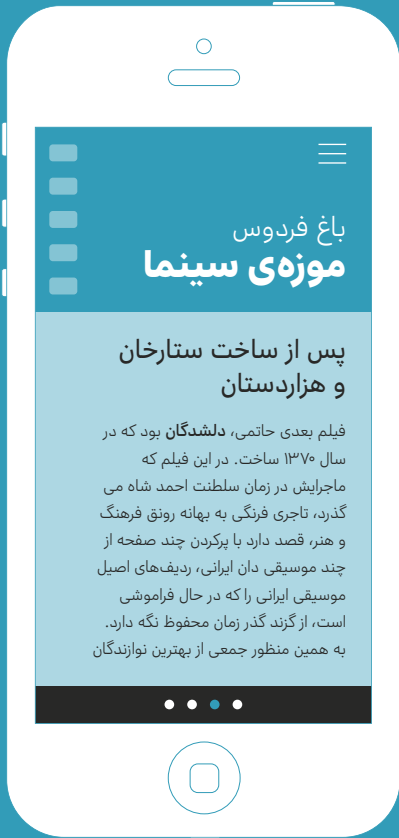 باغ فردوس
موزه‌ی سینما
پس از ساخت ستارخان
و هزاردستان
فیلم بعدی حاتمی، دلشدگان بود که در
سال ۱۳۷۰ ساخت. در این فیلم که
ماجرایش در زمان سلطنت احمد شاه می
گذرد، تاجری فرنگی به بهانه رونق فرهنگ
و هنر، قصد دارد با پرکردن چند صفحه از
چند موسیقی دان ایرانی، ردیف‌های اصیل
موسیقی ایرانی را که در حال فراموشی
است، از گزند گذر زمان محفوظ نگه دارد.
به همین منظور جمعی از بهترین نوازندگان